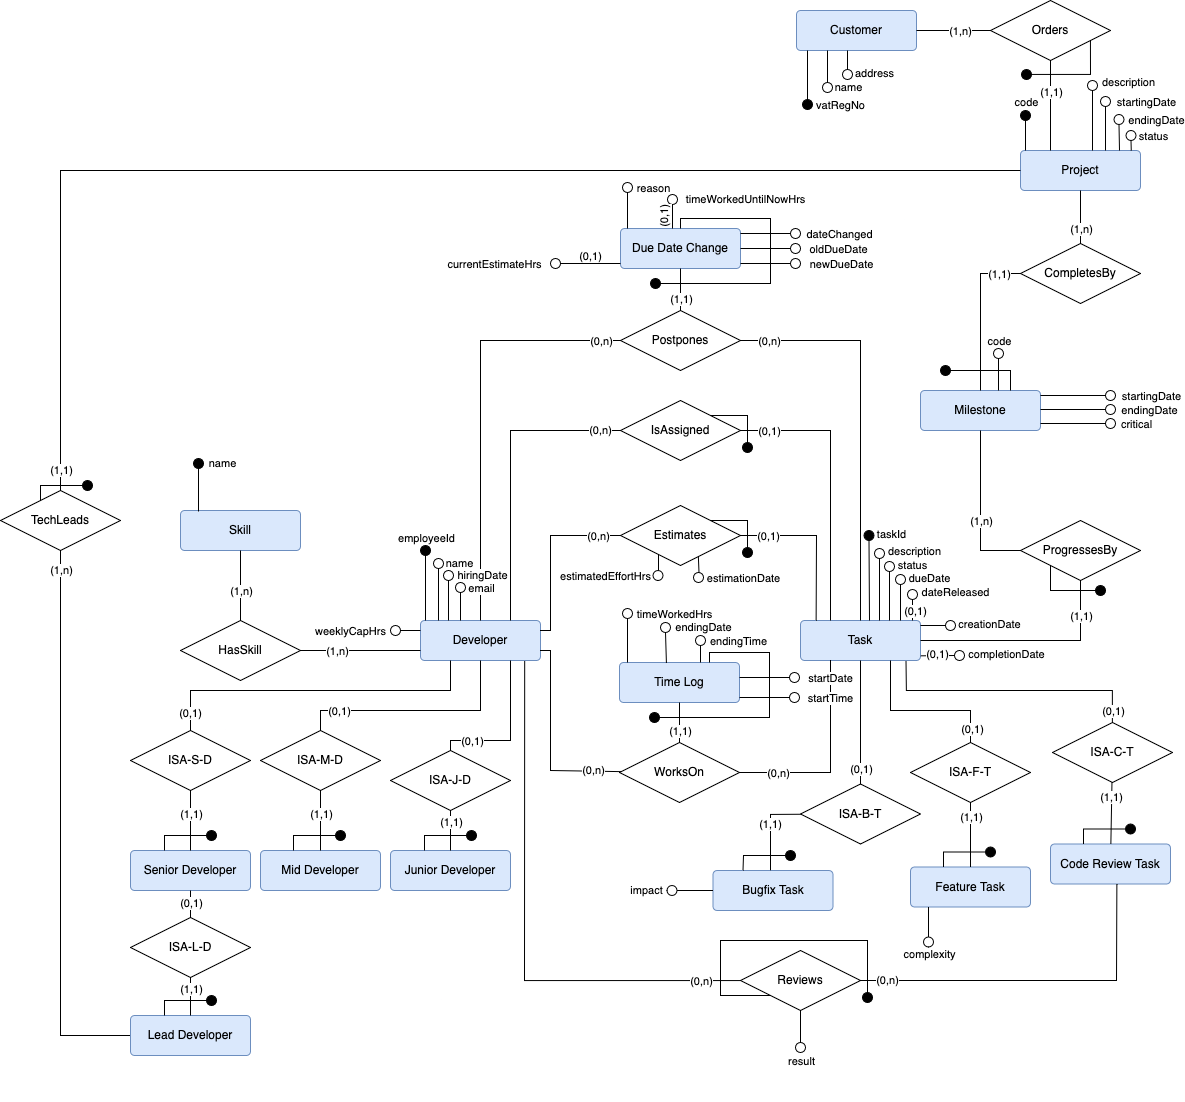 Customer
(1,n)
Orders
address
name
vatRegNo
(1,1)
description
code
startingDate
endingDate
status
Project
reason
timeWorkedUntilNowHrs
(0,1)
Due Date Change
dateChanged
oldDueDate
newDueDate
currentEstimateHrs
(0,1)
(1,1)
(1,n)
CompletesBy
(1,1)
(0,n)
Postpones
(0,n)
code
Milestone
startingDate
endingDate
critical
(0,n)
IsAssigned
(0,1)
(1,1)
name
TechLeads
Skill
(1,n)
(1,n)
ProgressesBy
(1,1)
employeeId
name
hiringDate
email
weeklyCapHrs
Developer
(0,n)
Estimates
(0,1)
estimatedEffortHrs
estimationDate
taskId
description
status
dueDate
dateReleased
(0,1)
creationDate
Task
(0,1)
completionDate
(1,n)
HasSkill
(1,n)
timeWorkedHrs
endingDate
endingTime
Time Log
startDate
startTime
(1,1)
(0,n)
WorksOn
(0,n)
(0,1)
(0,1)
(0,1)
ISA-S-D
ISA-M-D
ISA-J-D
(1,1)
(1,1)
(1,1)
Senior Developer
Mid Developer
Junior Developer
(0,1)
ISA-L-D
(1,1)
Lead Developer
(0,1)
(0,1)
(0,1)
ISA-B-T
ISA-F-T
ISA-C-T
(1,1)
(1,1)
(1,1)
impact
Bugfix Task
Feature Task
Code Review Task
complexity
(0,n)
Reviews
(0,n)
result